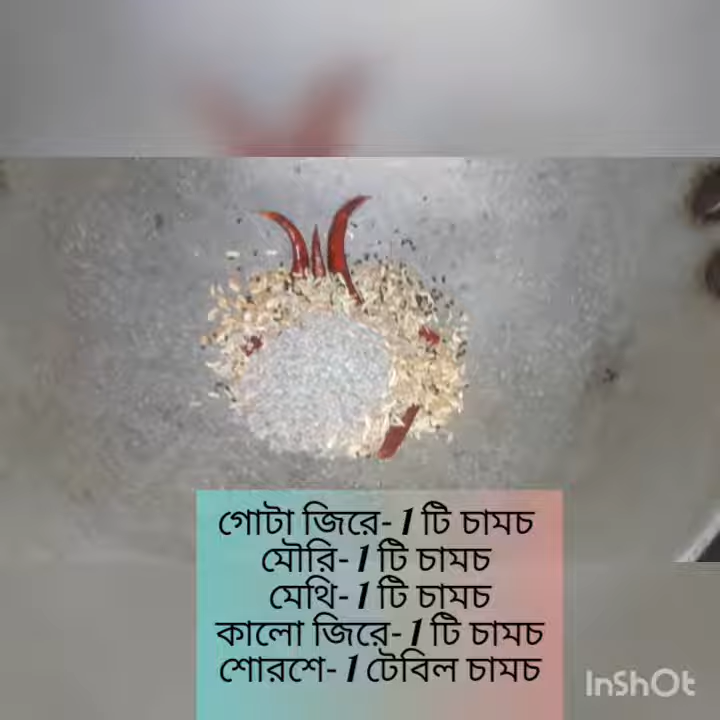 গোটা জিরে- 1 টি চামচ
মৌরি- 1 টি চামচ
মেথি- 1 টি চামচ
কালো জিরে- 1 টি চামচ
শোরশে- 1 টেবিল চামচ
InShOt